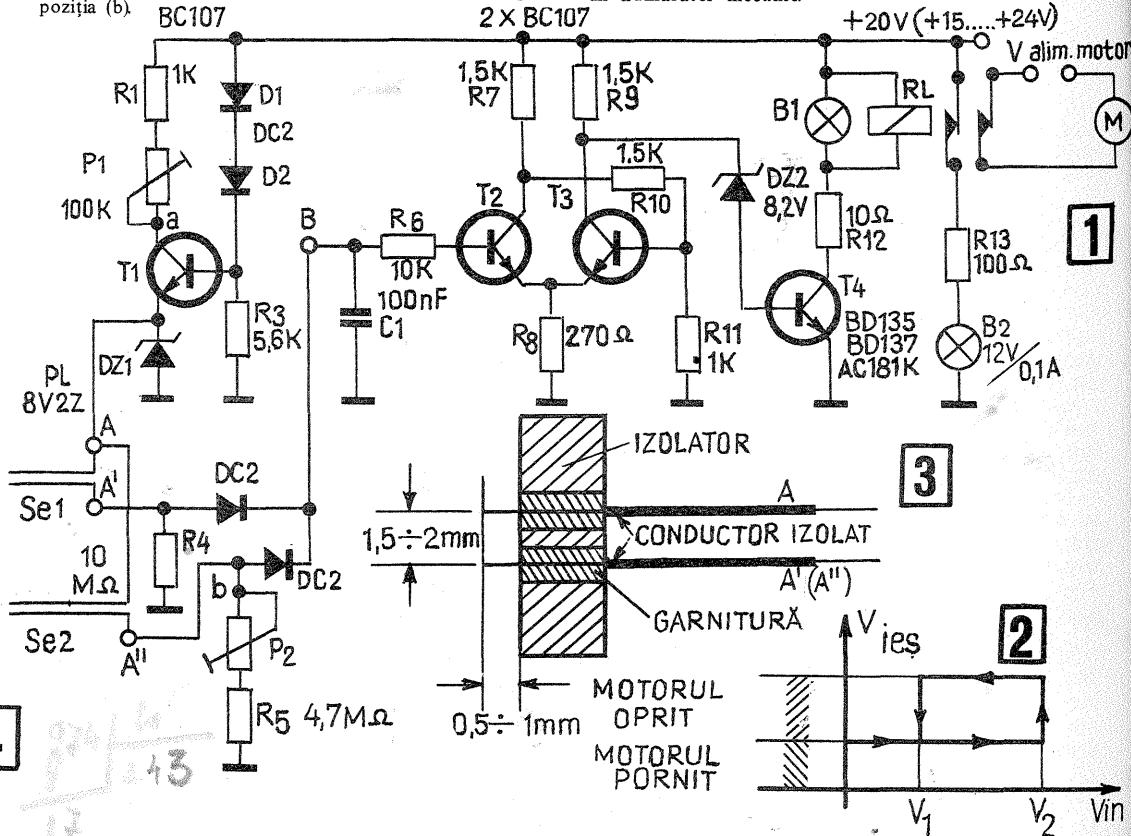 poziția (b).
BC107
2 X BC107
+20V (+15.....+24V)
V alim. motor
R1
1K
D1
DC2
D2
P1
100K
a
T1
R3
5,6K
DZ1
PL
8V2Z
A
A'
Se1
10
MΩ
R4
DC2
DC2
b
Se2
A"
P2
R5 4,7MΩ
B
R6
10K
100nF
C1
1,5K
R7
1,5K
R9
T2
T3
1.5K
R10
R8
270Ω
R11
1K
DZ2
8,2V
B1
RL
10Ω
R12
T4
BD135
BD137
AC181K
M
R13
100Ω
B2
12V/0,1A
1
IZOLATOR
3
A
1,5÷2mm
CONDUCTOR IZOLAT
A' (A")
GARNITURĂ
0,5÷1mm
2
V ieș
MOTORUL
OPRIT
MOTORUL
PORNIT
V1
V2
Vin